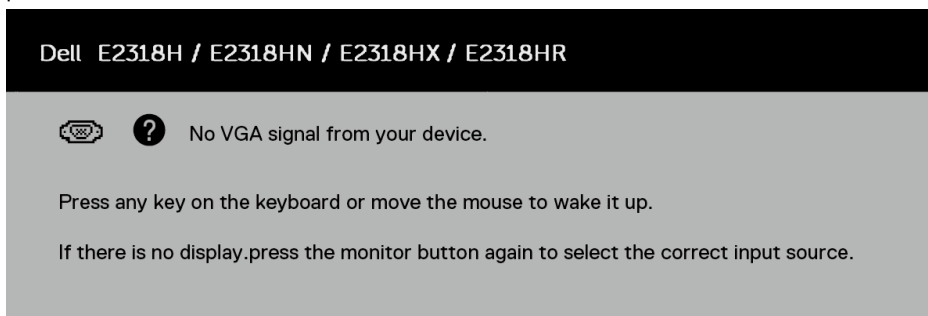 Dell E2318H / E2318HN / E2318HX / E2318HR
? No VGA signal from your device.
Press any key on the keyboard or move the mouse to wake it up.
If there is no display.press the monitor button again to select the correct input source.